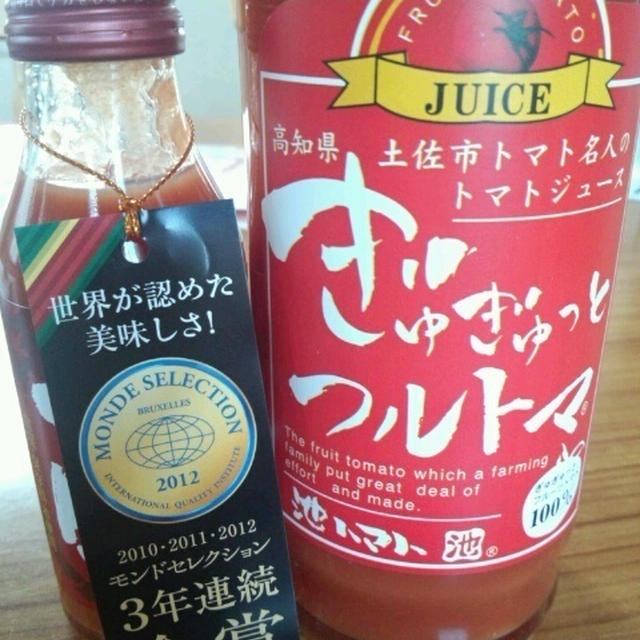 世界が認めた
美味しさ!
MONDE SELECTION
BRUXELLES
2012
INTERNATIONAL QUALITY INSTITUTE
2010・2011・2012
モンドセレクション
3年連続
金賞
JUICE
高知県 土佐市トマト名人の
トマトジュース
ぎゅぎゅっと
フルトマ®
The fruit tomato which a farming
family put great deal of
effort and made.
100%
池トマト 池®